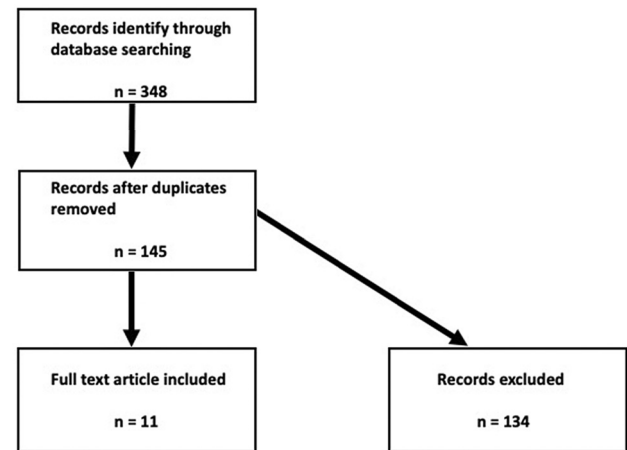 Records identify through
database searching
n = 348
Records after duplicates
removed
n = 145
Full text article included
n = 11
Records excluded
n = 134